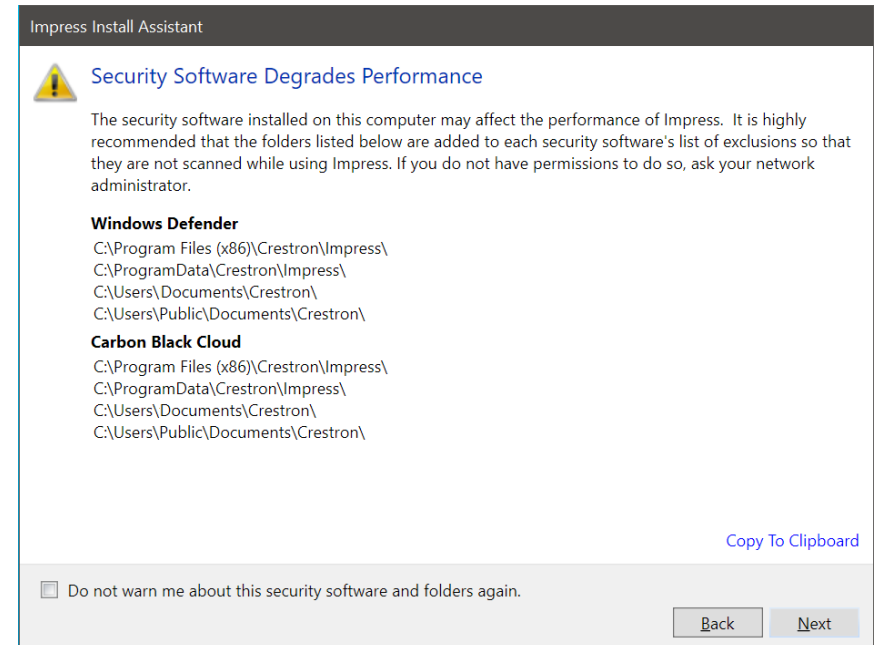 Impress Install Assistant
Security Software Degrades Performance
The security software installed on this computer may affect the performance of Impress.  It is highly
recommended that the folders listed below are added to each security software's list of exclusions so that
they are not scanned while using Impress. If you do not have permissions to do so, ask your network
administrator.
Windows Defender
C:\Program Files (x86)\Crestron\Impress\
C:\ProgramData\Crestron\Impress\
C:\Users\Documents\Crestron\
C:\Users\Public\Documents\Crestron\
Carbon Black Cloud
C:\Program Files (x86)\Crestron\Impress\
C:\ProgramData\Crestron\Impress\
C:\Users\Documents\Crestron\
C:\Users\Public\Documents\Crestron\
Copy To Clipboard
Do not warn me about this security software and folders again.
Back Next